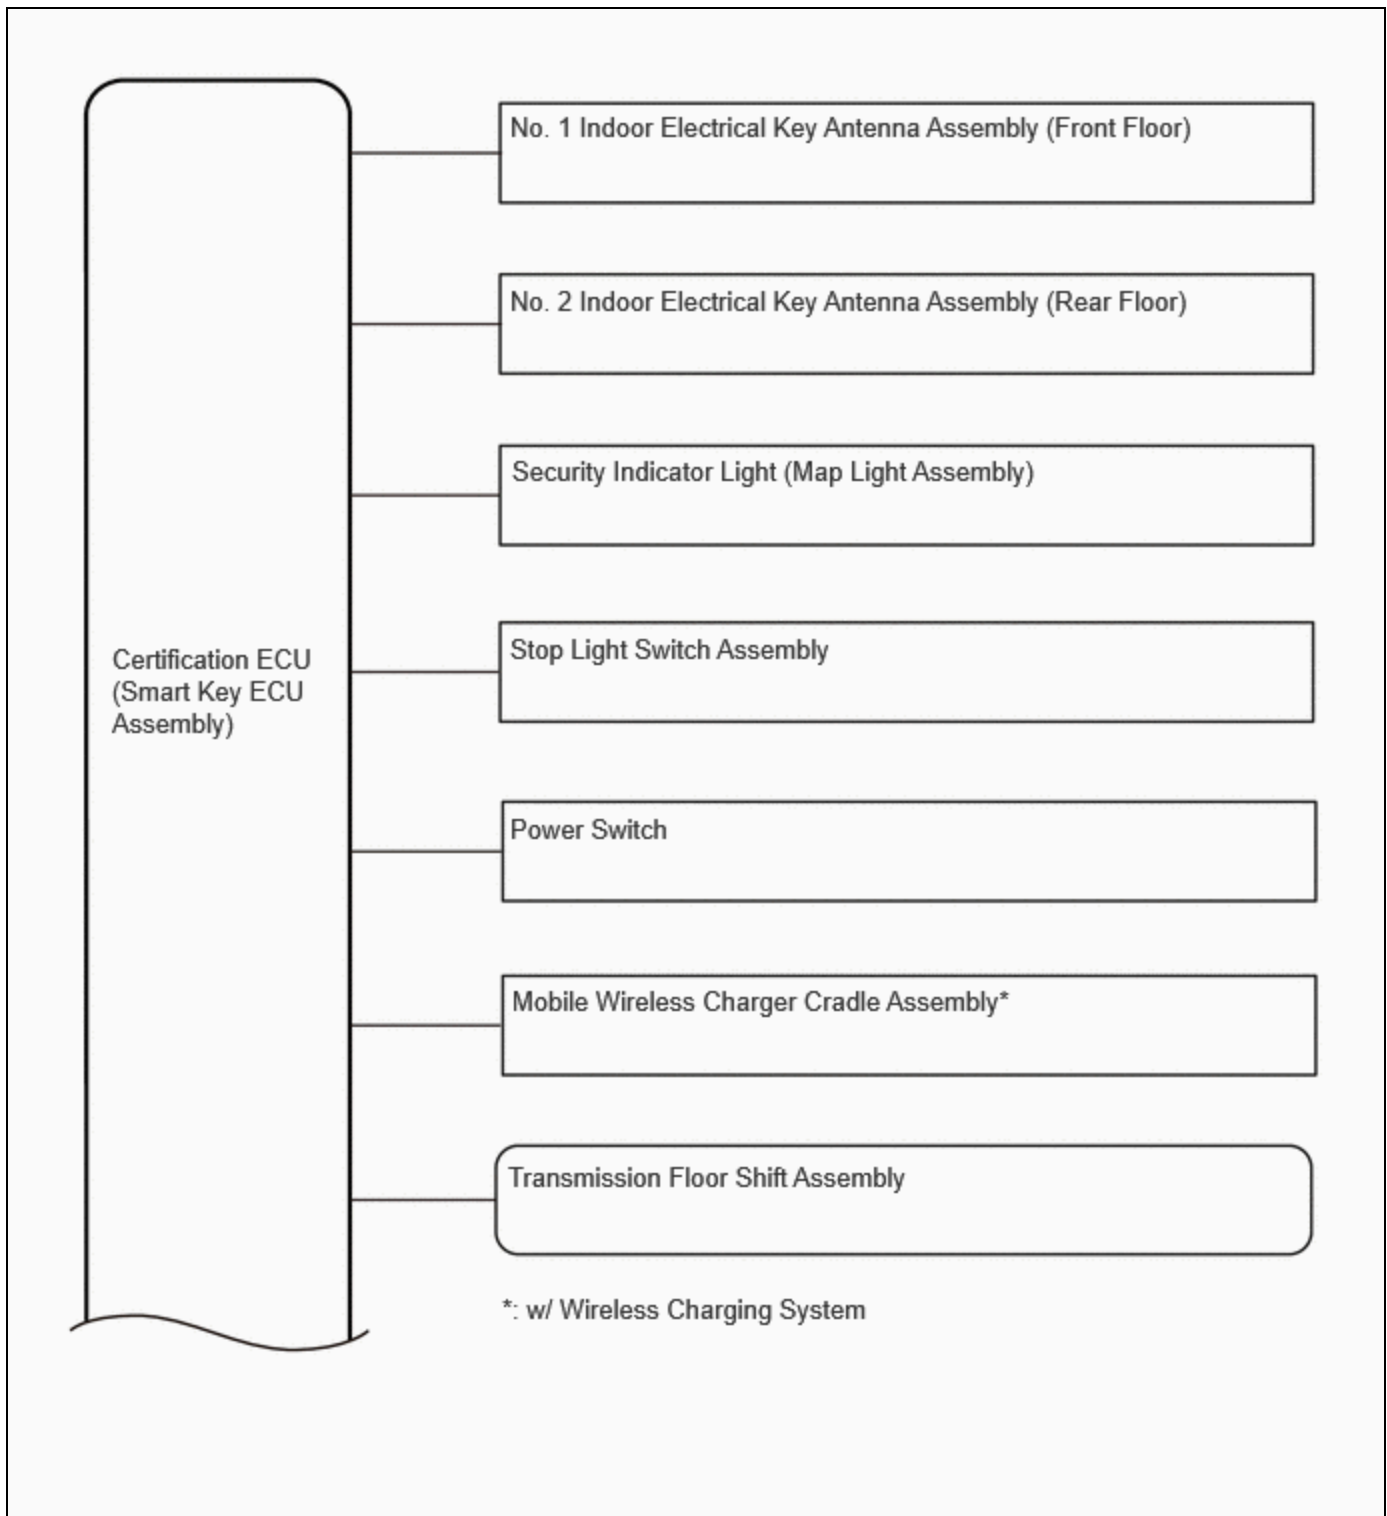 No. 1 Indoor Electrical Key Antenna Assembly (Front Floor)
No. 2 Indoor Electrical Key Antenna Assembly (Rear Floor)
Security Indicator Light (Map Light Assembly)
Certification ECU
(Smart Key ECU
Assembly)
Stop Light Switch Assembly
Power Switch
Mobile Wireless Charger Cradle Assembly*
Transmission Floor Shift Assembly
*: w/ Wireless Charging System